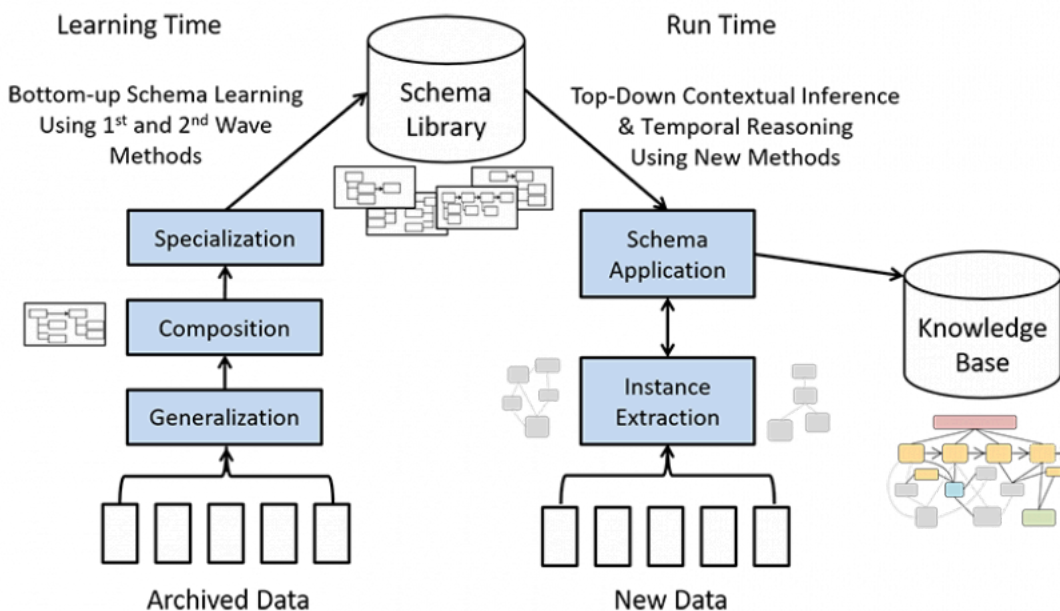 Learning Time
Run Time
Bottom-up Schema Learning
Using 1st and 2nd Wave
Methods
Schema
Library
Top-Down Contextual Inference
& Temporal Reasoning
Using New Methods
Specialization
Composition
Generalization
Schema
Application
Instance
Extraction
Knowledge
Base
Archived Data
New Data